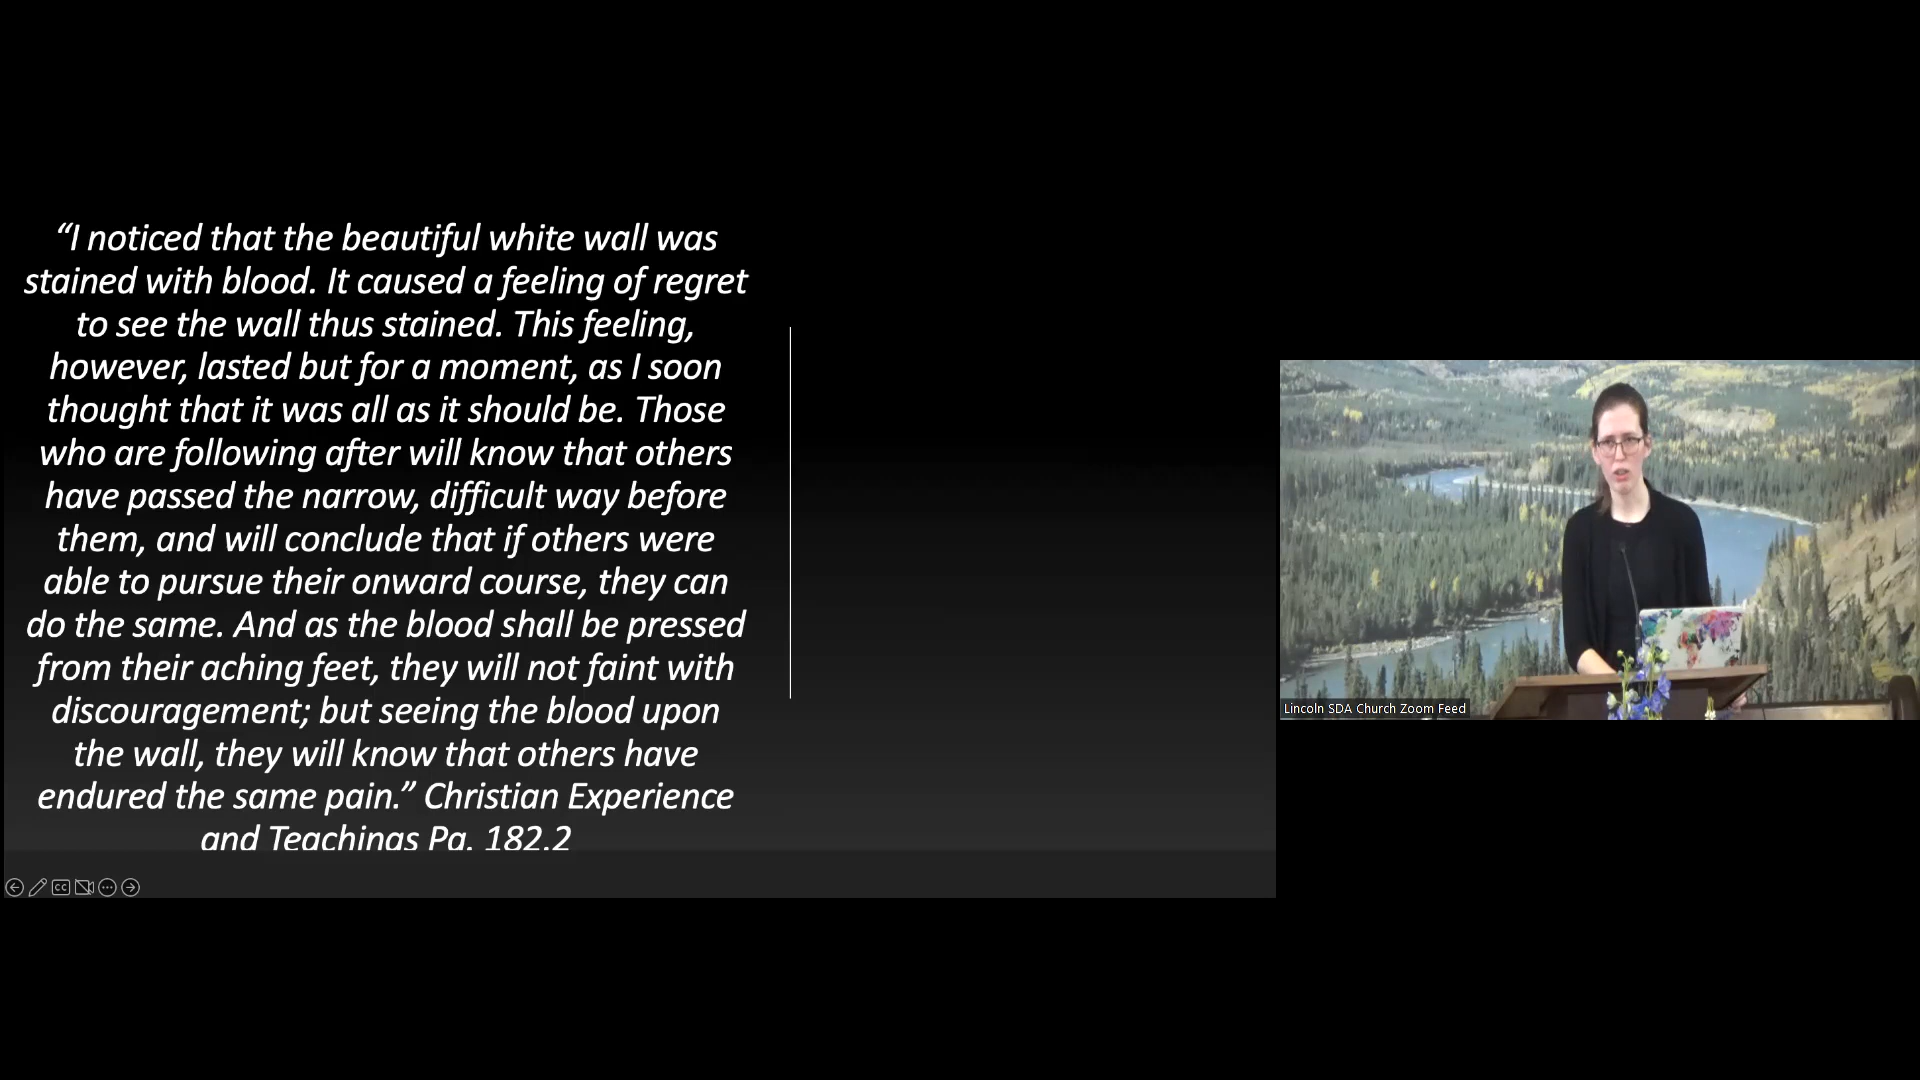 “I noticed that the beautiful white wall was
stained with blood. It caused a feeling of regret
to see the wall thus stained. This feeling,
however, lasted but for a moment, as I soon
thought that it was all as it should be. Those
who are following after will know that others
have passed the narrow, difficult way before
them, and will conclude that if others were
able to pursue their onward course, they can
do the same. And as the blood shall be pressed
from their aching feet, they will not faint with
discouragement; but seeing the blood upon
the wall, they will know that others have
endured the same pain.” Christian Experience
and Teachings Pg. 182.2
CC
Lincoln SDA Church Zoom Feed